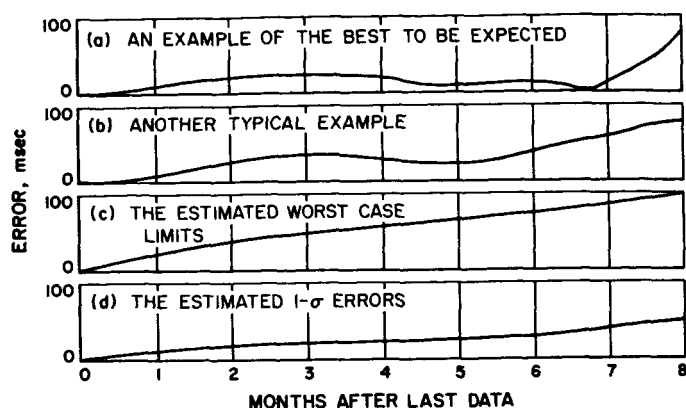 100
(a) AN EXAMPLE OF THE BEST TO BE EXPECTED
0
100
(b) ANOTHER TYPICAL EXAMPLE
0
100
(c) THE ESTIMATED WORST CASE
LIMITS
0
100
(d) THE ESTIMATED 1-σ ERRORS
0
ERROR, msec
0 1 2 3 4 5 6 7 8
MONTHS AFTER LAST DATA